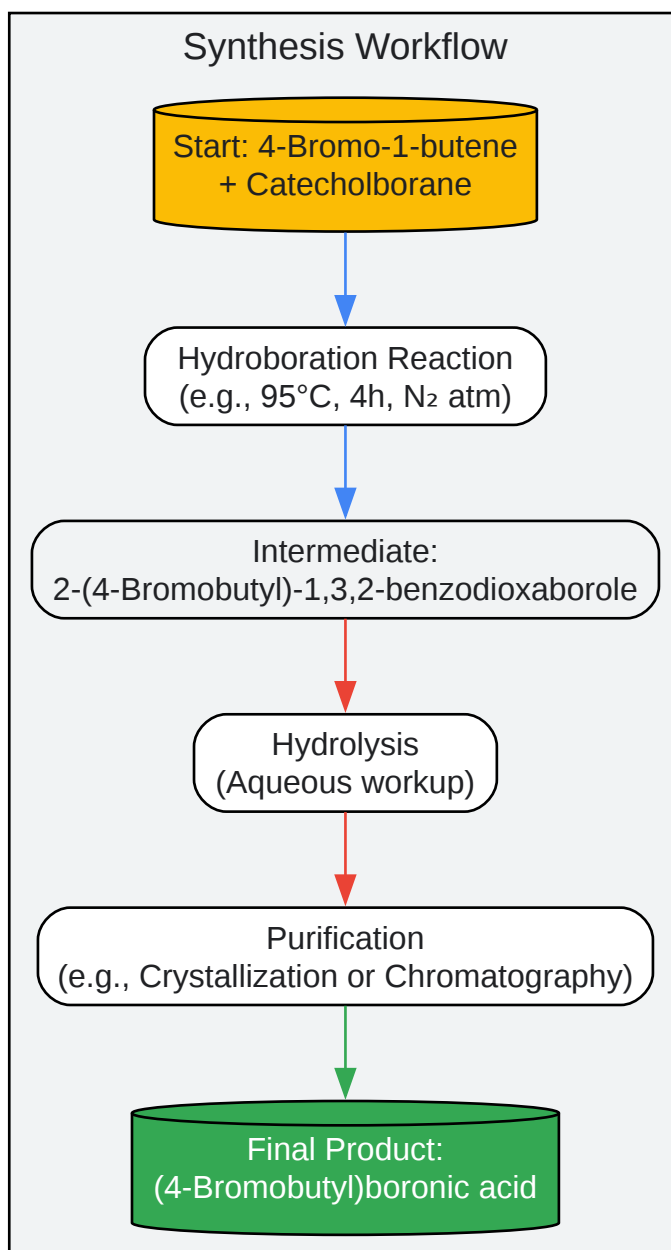 Synthesis Workflow
Start: 4-Bromo-1-butene
+ Catecholborane
Hydroboration Reaction
(e.g., 95°C, 4h, N₂ atm)
Intermediate:
2-(4-Bromobutyl)-1,3,2-benzodioxaborole
Hydrolysis
(Aqueous workup)
Purification
(e.g., Crystallization or Chromatography)
Final Product:
(4-Bromobutyl)boronic acid